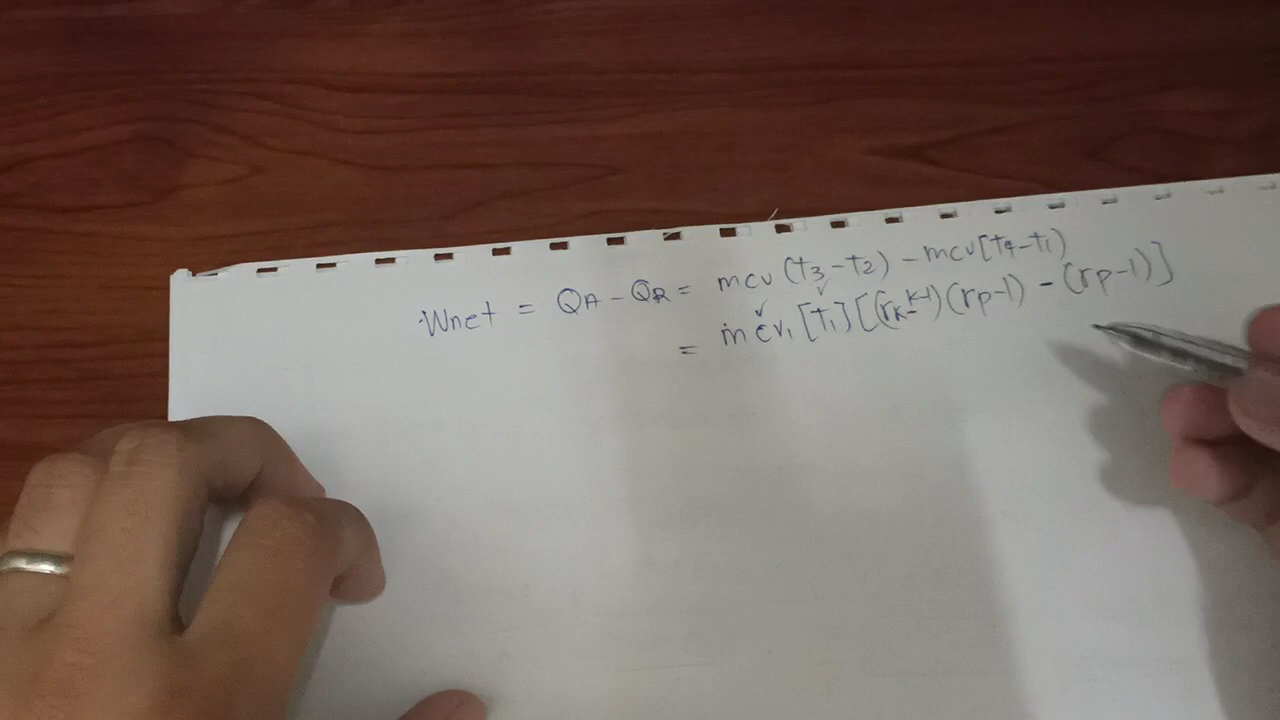 Wnet = QA - QR = mcv (t3 - t2) - mcv[t4 - t1)
= m cv1 [t1] [(rk^k-1)(rp-1) - (rp-1)]